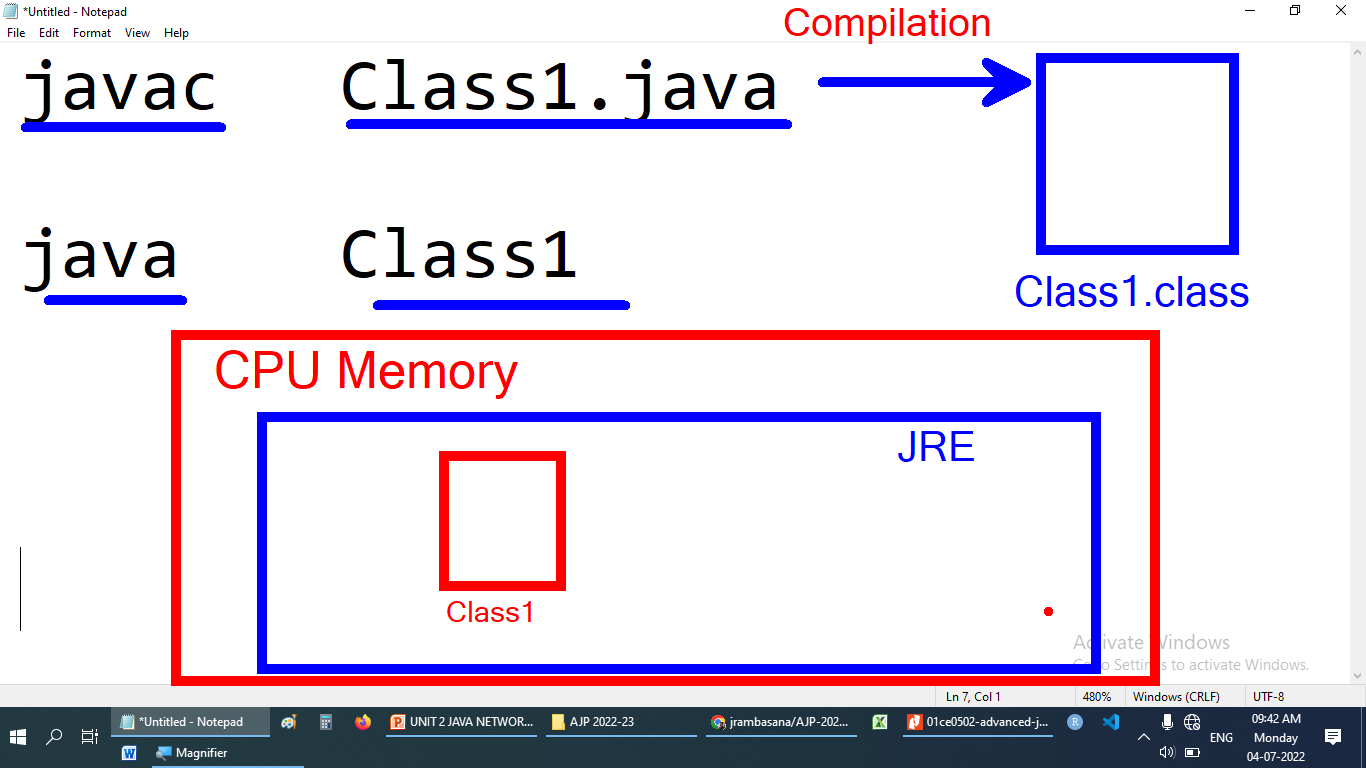 *Untitled - Notepad
File Edit Format View Help
Compilation
javac Class1.java
java Class1
Class1.class
CPU Memory
JRE
Class1
Activate Windows
Go to Settings to activate Windows.
Ln 7, Col 1 480% Windows (CRLF) UTF-8
*Untitled - Notepad
UNIT 2 JAVA NETWOR...
AJP 2022-23
jrambasana/AJP-202...
01ce0502-advanced-j...
Magnifier
ENG
09:42 AM
Monday
04-07-2022